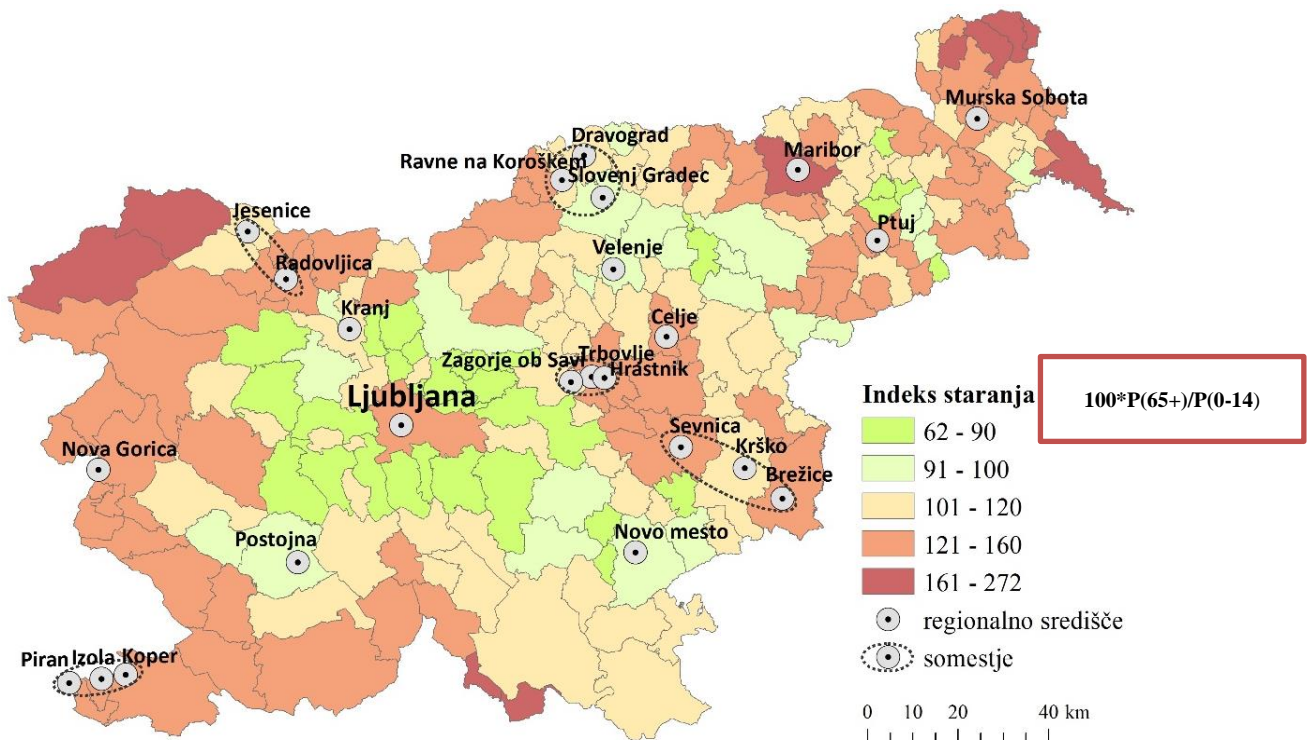 Murska Sobota
Dravograd
Maribor
Ravne na Koroškem
Slovenj Gradec
Jesenice
Ptuj
Velenje
Radovljica
Kranj
Celje
Zagorje ob Savi
Trbovlje
Hrastnik
Ljubljana
Indeks staranja
100*P(65+)/P(0-14)
62 - 90
Sevnica
Krško
Nova Gorica
91 - 100
Brežice
101 - 120
Novo mesto
Postojna
121 - 160
161 - 272
regionalno središče
Piran Izola Koper
somestje
0 10 20 40 km